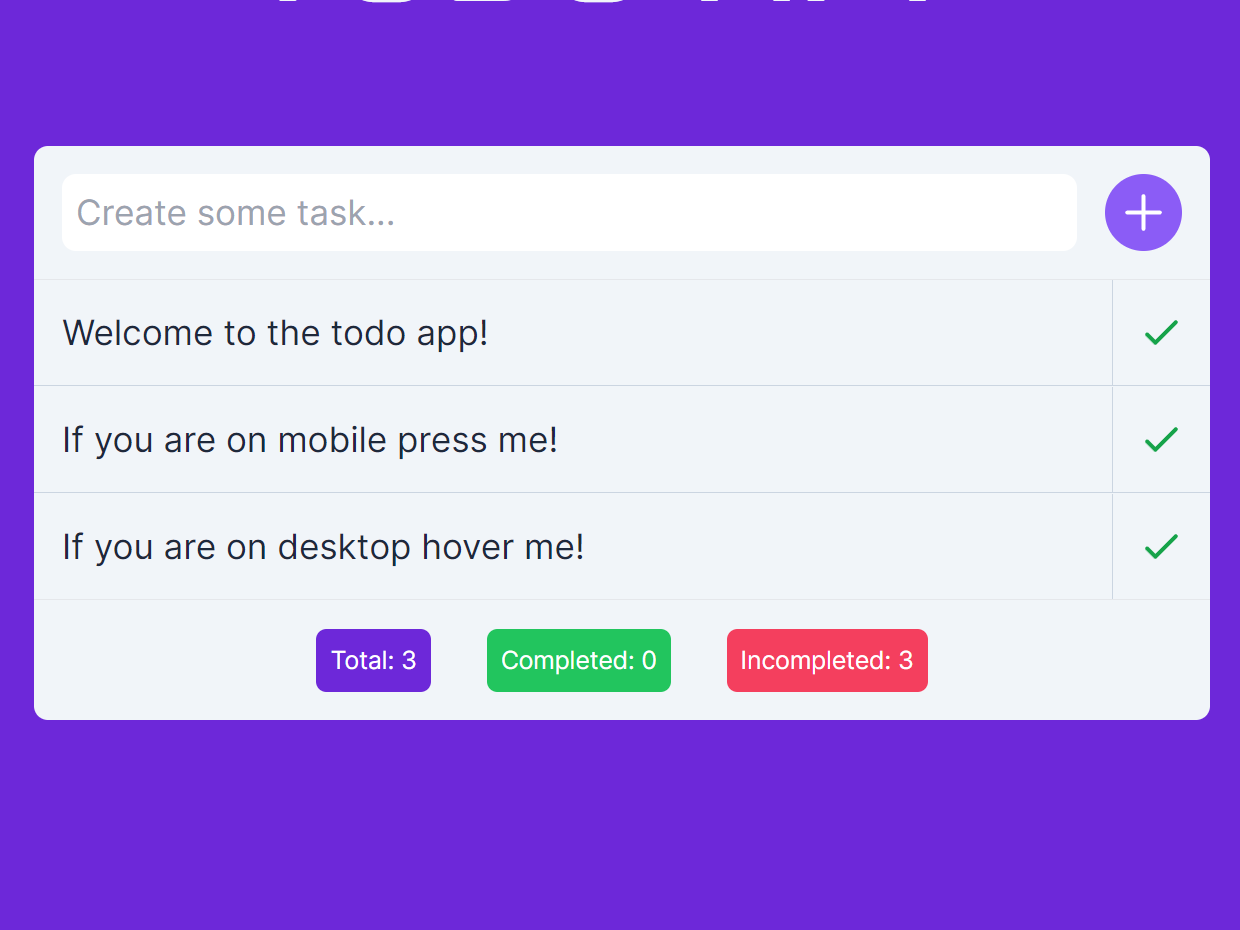 Create some task...
Welcome to the todo app!
If you are on mobile press me!
If you are on desktop hover me!
Total: 3
Completed: 0
Incompleted: 3